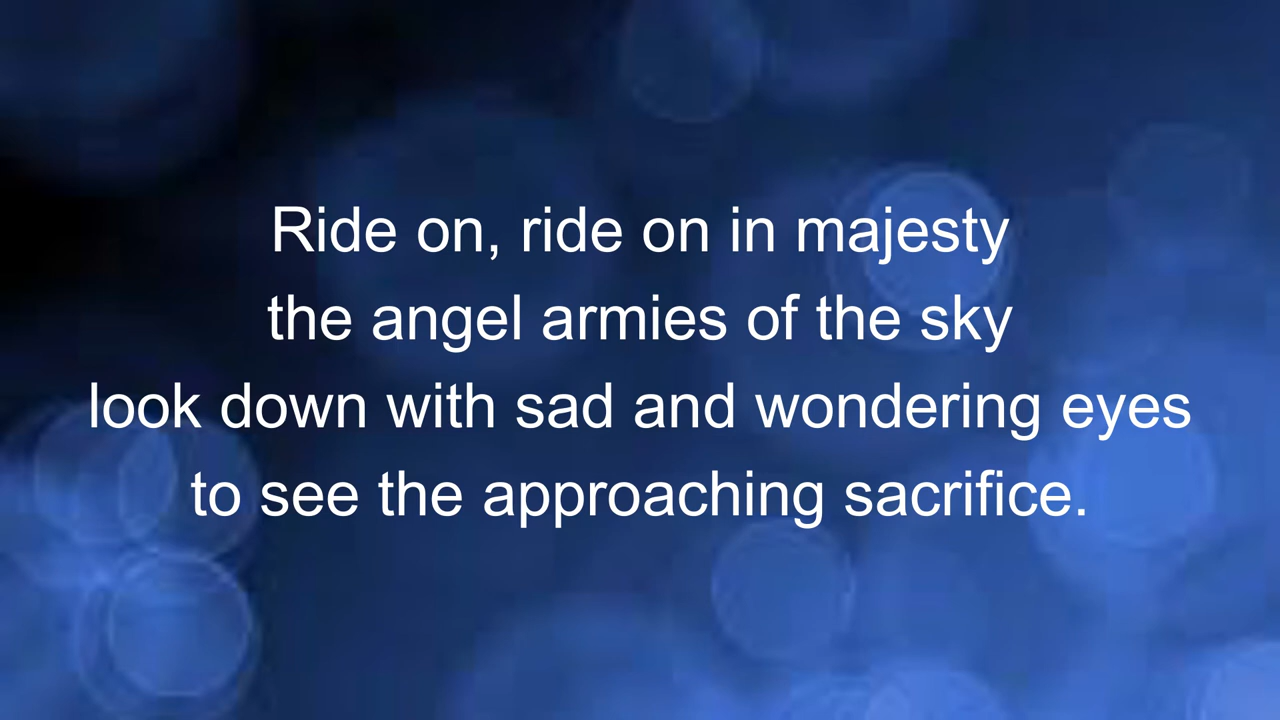 Ride on, ride on in majesty
the angel armies of the sky
look down with sad and wondering eyes
to see the approaching sacrifice.